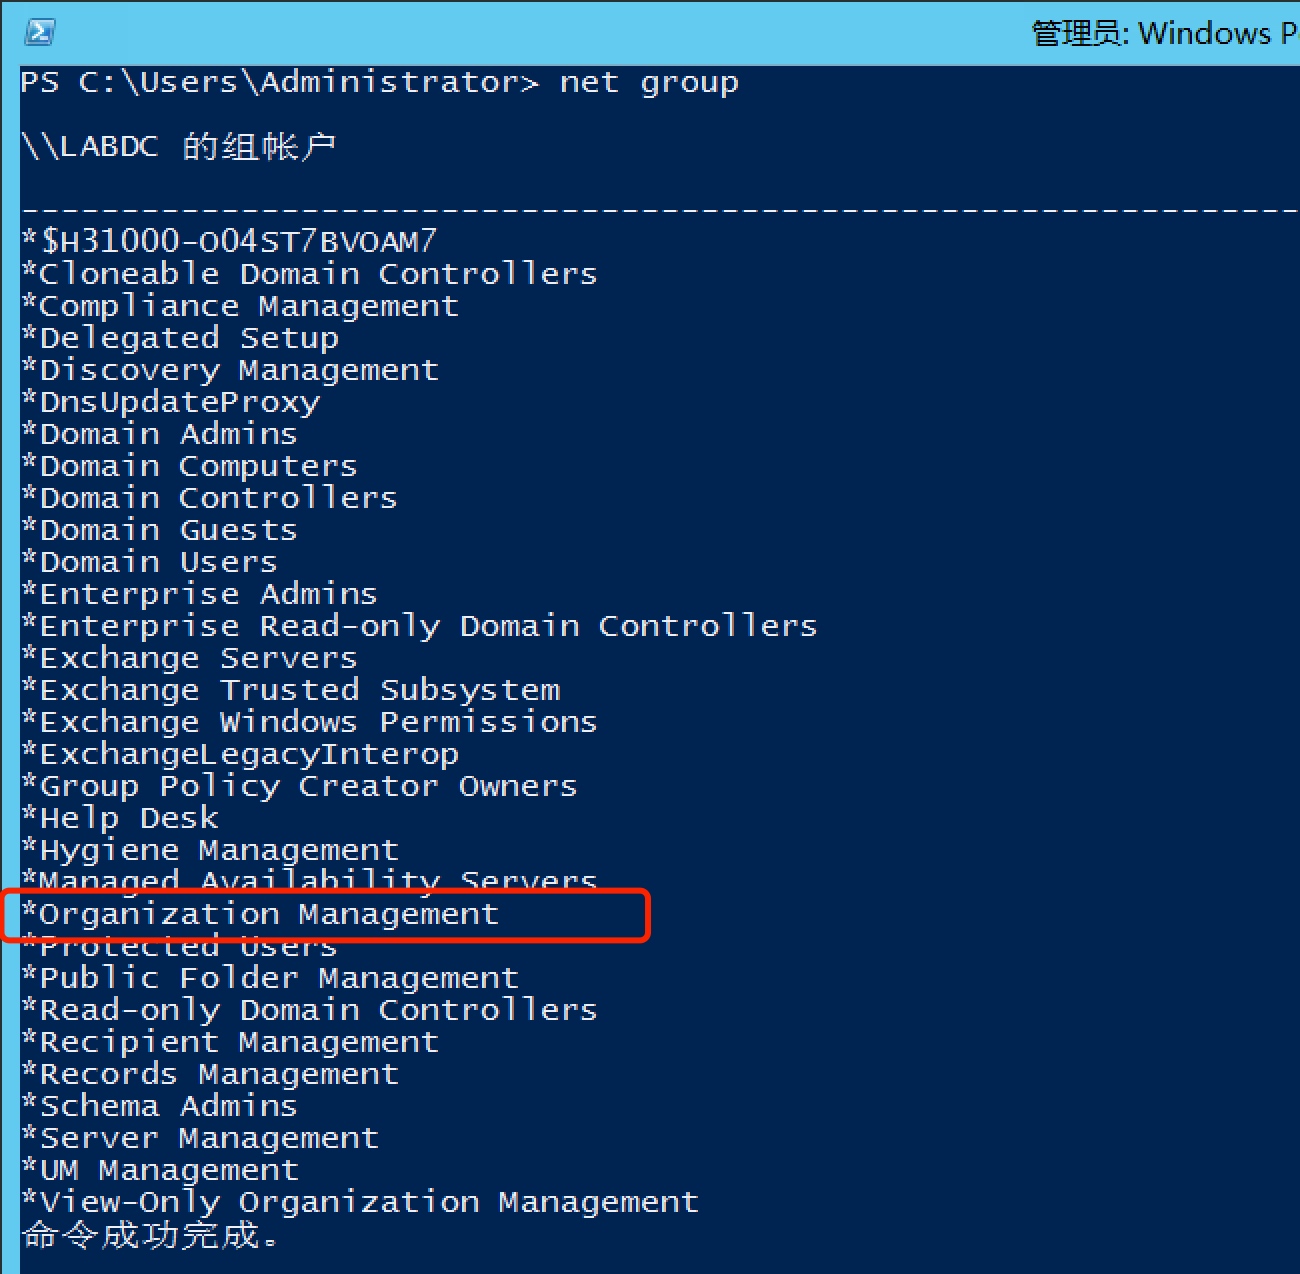 管理员: Windows P
PS C:\Users\Administrator> net group
\\LABDC 的组帐户
-------------------------------------------------------------------------------
*$H31000-O04ST7BVOAM7
*Cloneable Domain Controllers
*Compliance Management
*Delegated Setup
*Discovery Management
*DnsUpdateProxy
*Domain Admins
*Domain Computers
*Domain Controllers
*Domain Guests
*Domain Users
*Enterprise Admins
*Enterprise Read-only Domain Controllers
*Exchange Servers
*Exchange Trusted Subsystem
*Exchange Windows Permissions
*ExchangeLegacyInterop
*Group Policy Creator Owners
*Help Desk
*Hygiene Management
*Managed Availability Servers
*Organization Management
*Protected Users
*Public Folder Management
*Read-only Domain Controllers
*Recipient Management
*Records Management
*Schema Admins
*Server Management
*UM Management
*View-Only Organization Management
命令成功完成。